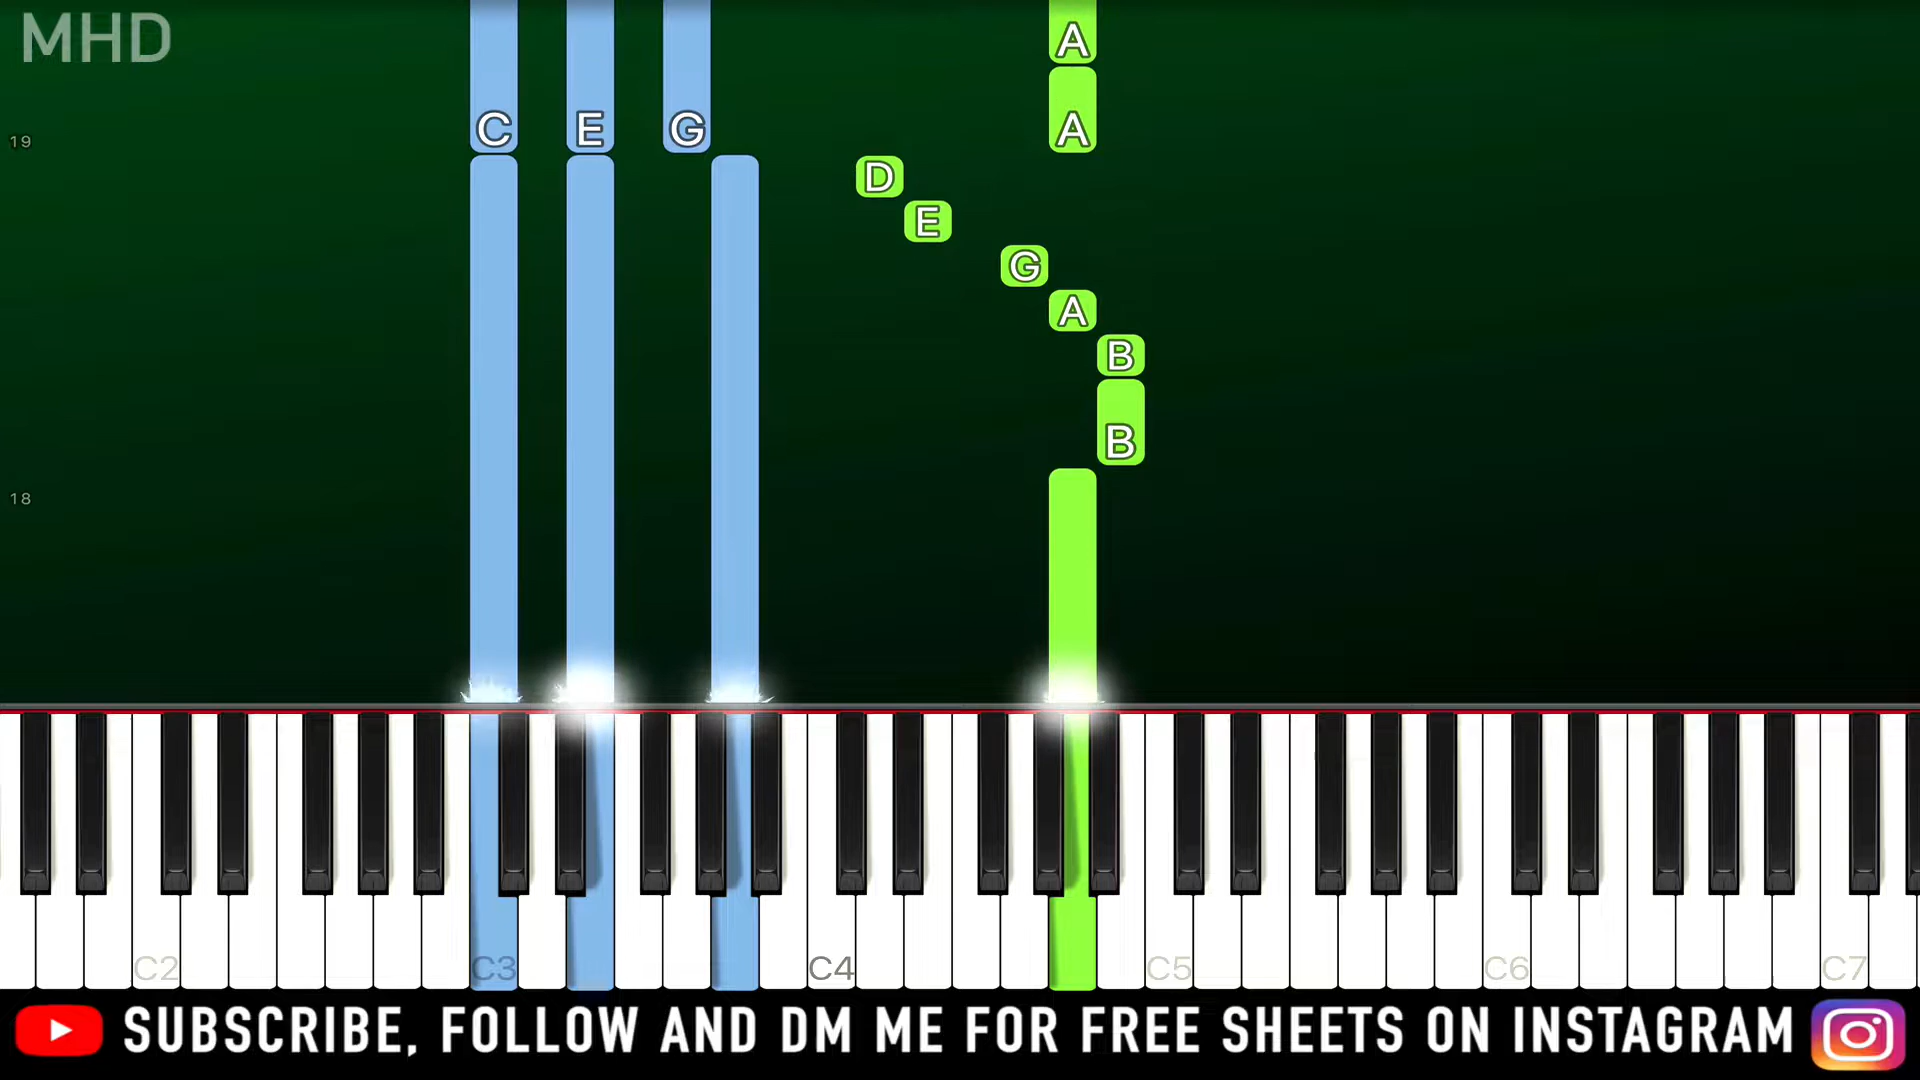 MHD
A
C E G A
19
D
E
G
A
B
B
18
C2 C3 C4 C5 C6 C7
SUBSCRIBE, FOLLOW AND DM ME FOR FREE SHEETS ON INSTAGRAM